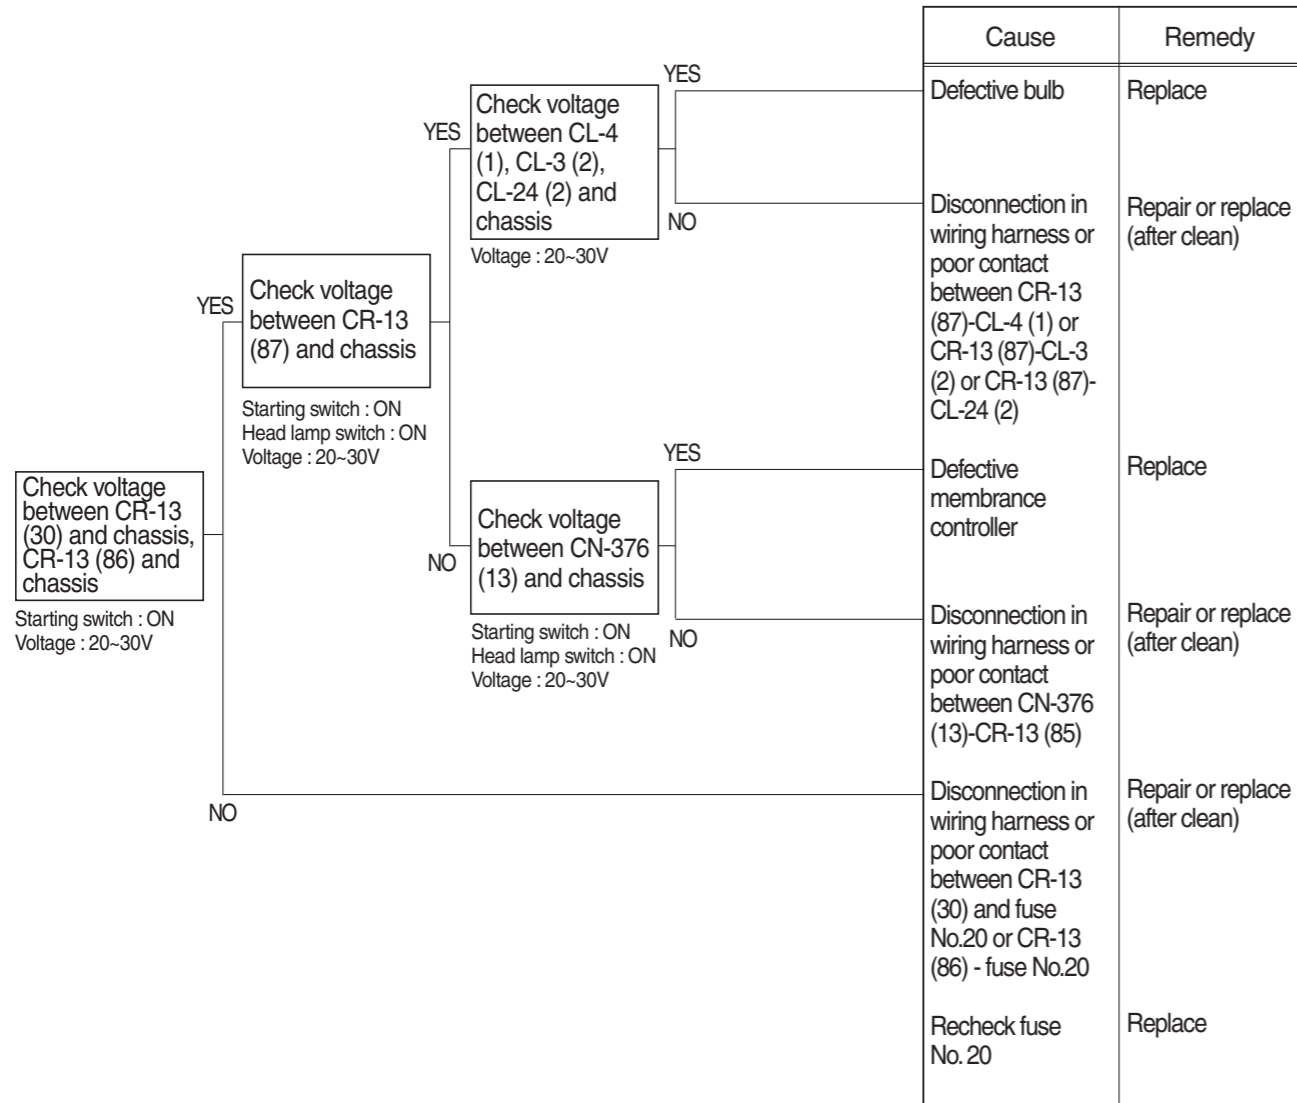 Cause
Remedy
YES
Check voltage
between CL-4
(1), CL-3 (2),
CL-24 (2) and
chassis
Voltage : 20~30V
YES
NO
Defective bulb
Replace
Disconnection in
wiring harness or
poor contact
between CR-13
(87)-CL-4 (1) or
CR-13 (87)-CL-3
(2) or CR-13 (87)-
CL-24 (2)
Repair or replace
(after clean)
YES
Check voltage
between CR-13
(87) and chassis
Starting switch : ON
Head lamp switch : ON
Voltage : 20~30V
Check voltage
between CR-13
(30) and chassis,
CR-13 (86) and
chassis
Starting switch : ON
Voltage : 20~30V
NO
Check voltage
between CN-376
(13) and chassis
Starting switch : ON
Head lamp switch : ON
Voltage : 20~30V
YES
NO
Defective
membrance
controller
Replace
Disconnection in
wiring harness or
poor contact
between CN-376
(13)-CR-13 (85)
Repair or replace
(after clean)
NO
Disconnection in
wiring harness or
poor contact
between CR-13
(30) and fuse
No.20 or CR-13
(86) - fuse No.20
Repair or replace
(after clean)
Recheck fuse
No. 20
Replace